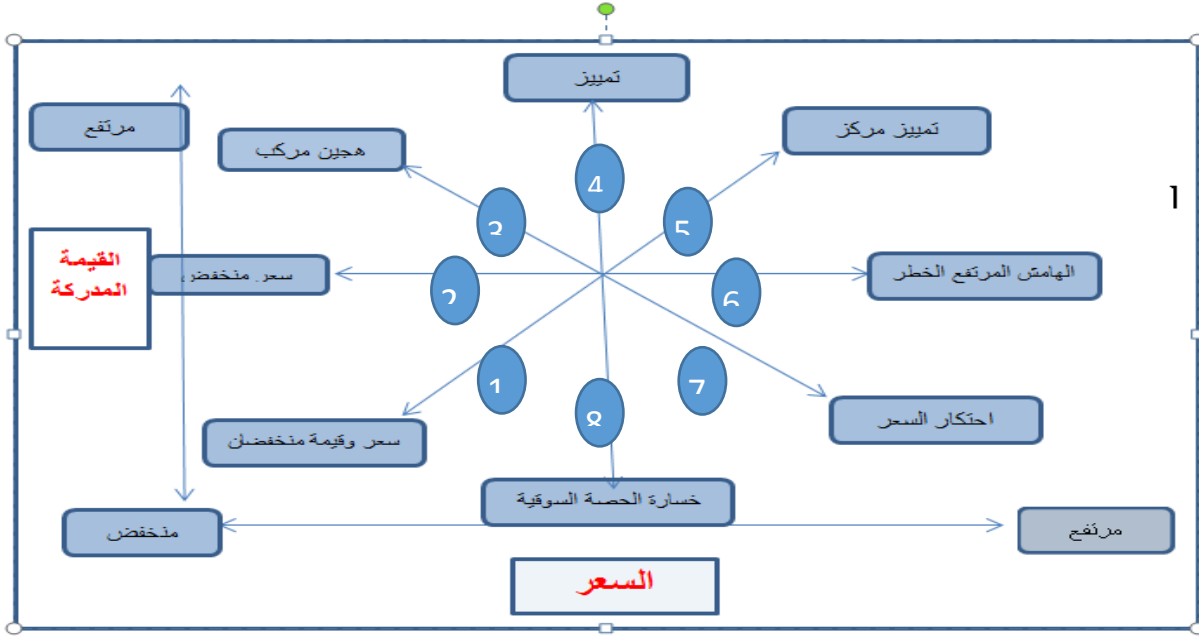 تمييز
مرتفع
تمييز مركز
هجين مركب
4
3
5
ا
القيمة
المدركة
سعر منخفض
الهامش المرتفع الخطر
2
6
1
7
8
احتكار السعر
سعر وقيمة منخفضان
خسارة الحصة السوقية
منخفض
مرتفع
السعر